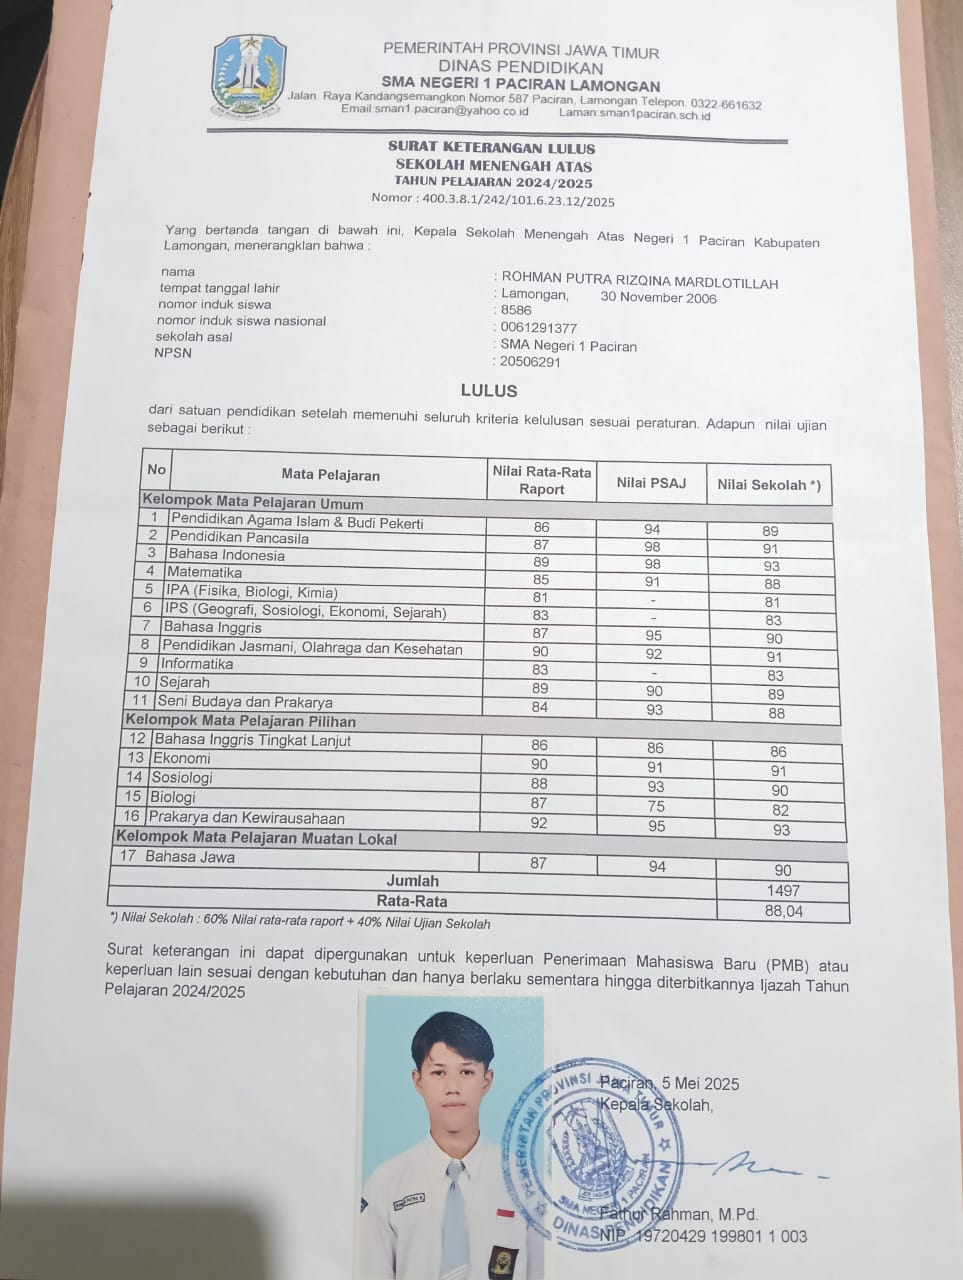 PEMERINTAH PROVINSI JAWA TIMUR
DINAS PENDIDIKAN
SMA NEGERI 1 PACIRAN LAMONGAN
Jalan. Raya Kandangsemangkon Nomor 587 Paciran, Lamongan Telepon. 0322-661632
Email:sman1.paciran@yahoo.co.id Laman:sman1paciran.sch.id
SURAT KETERANGAN LULUS
SEKOLAH MENENGAH ATAS
TAHUN PELAJARAN 2024/2025
Nomor : 400.3.8.1/242/101.6.23.12/2025
Yang bertanda tangan di bawah ini, Kepala Sekolah Menengah Atas Negeri 1 Paciran Kabupaten
Lamongan, menerangklan bahwa :
nama : ROHMAN PUTRA RIZQINA MARDLOTILLAH
tempat tanggal lahir : Lamongan, 30 November 2006
nomor induk siswa : 8586
nomor induk siswa nasional : 0061291377
sekolah asal : SMA Negeri 1 Paciran
NPSN : 20506291
LULUS
dari satuan pendidikan setelah memenuhi seluruh kriteria kelulusan sesuai peraturan. Adapun nilai ujian
sebagai berikut :
No Mata Pelajaran Nilai Rata-Rata Raport Nilai PSAJ Nilai Sekolah *)
Kelompok Mata Pelajaran Umum
1 Pendidikan Agama Islam & Budi Pekerti 86 94 89
2 Pendidikan Pancasila 87 98 91
3 Bahasa Indonesia 89 98 93
4 Matematika 85 91 88
5 IPA (Fisika, Biologi, Kimia) 81 - 81
6 IPS (Geografi, Sosiologi, Ekonomi, Sejarah) 83 - 83
7 Bahasa Inggris 87 95 90
8 Pendidikan Jasmani, Olahraga dan Kesehatan 90 92 91
9 Informatika 83 - 83
10 Sejarah 89 90 89
11 Seni Budaya dan Prakarya 84 93 88
Kelompok Mata Pelajaran Pilihan
12 Bahasa Inggris Tingkat Lanjut 86 86 86
13 Ekonomi 90 91 91
14 Sosiologi 88 93 90
15 Biologi 87 75 82
16 Prakarya dan Kewirausahaan 92 95 93
Kelompok Mata Pelajaran Muatan Lokal
17 Bahasa Jawa 87 94 90
Jumlah 1497
Rata-Rata 88,04
*) Nilai Sekolah : 60% Nilai rata-rata raport + 40% Nilai Ujian Sekolah
Surat keterangan ini dapat dipergunakan untuk keperluan Penerimaan Mahasiswa Baru (PMB) atau
keperluan lain sesuai dengan kebutuhan dan hanya berlaku sementara hingga diterbitkannya Ijazah Tahun
Pelajaran 2024/2025
Paciran, 5 Mei 2025
Kepala Sekolah,
PEMERINTAH PROVINSI JAWA TIMUR
SMA NEGERI 1 PACIRAN
DINAS PENDIDIKAN
Fathur Rahman, M.Pd.
NIP. 19720429 199801 1 003